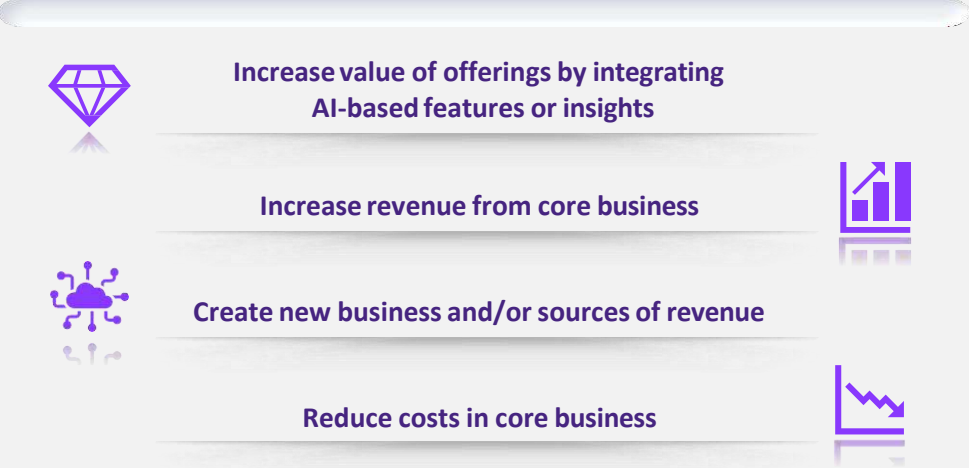 Increase value of offerings by integrating
AI-based features or insights
Increase revenue from core business
Create new business and/or sources of revenue
Reduce costs in core business